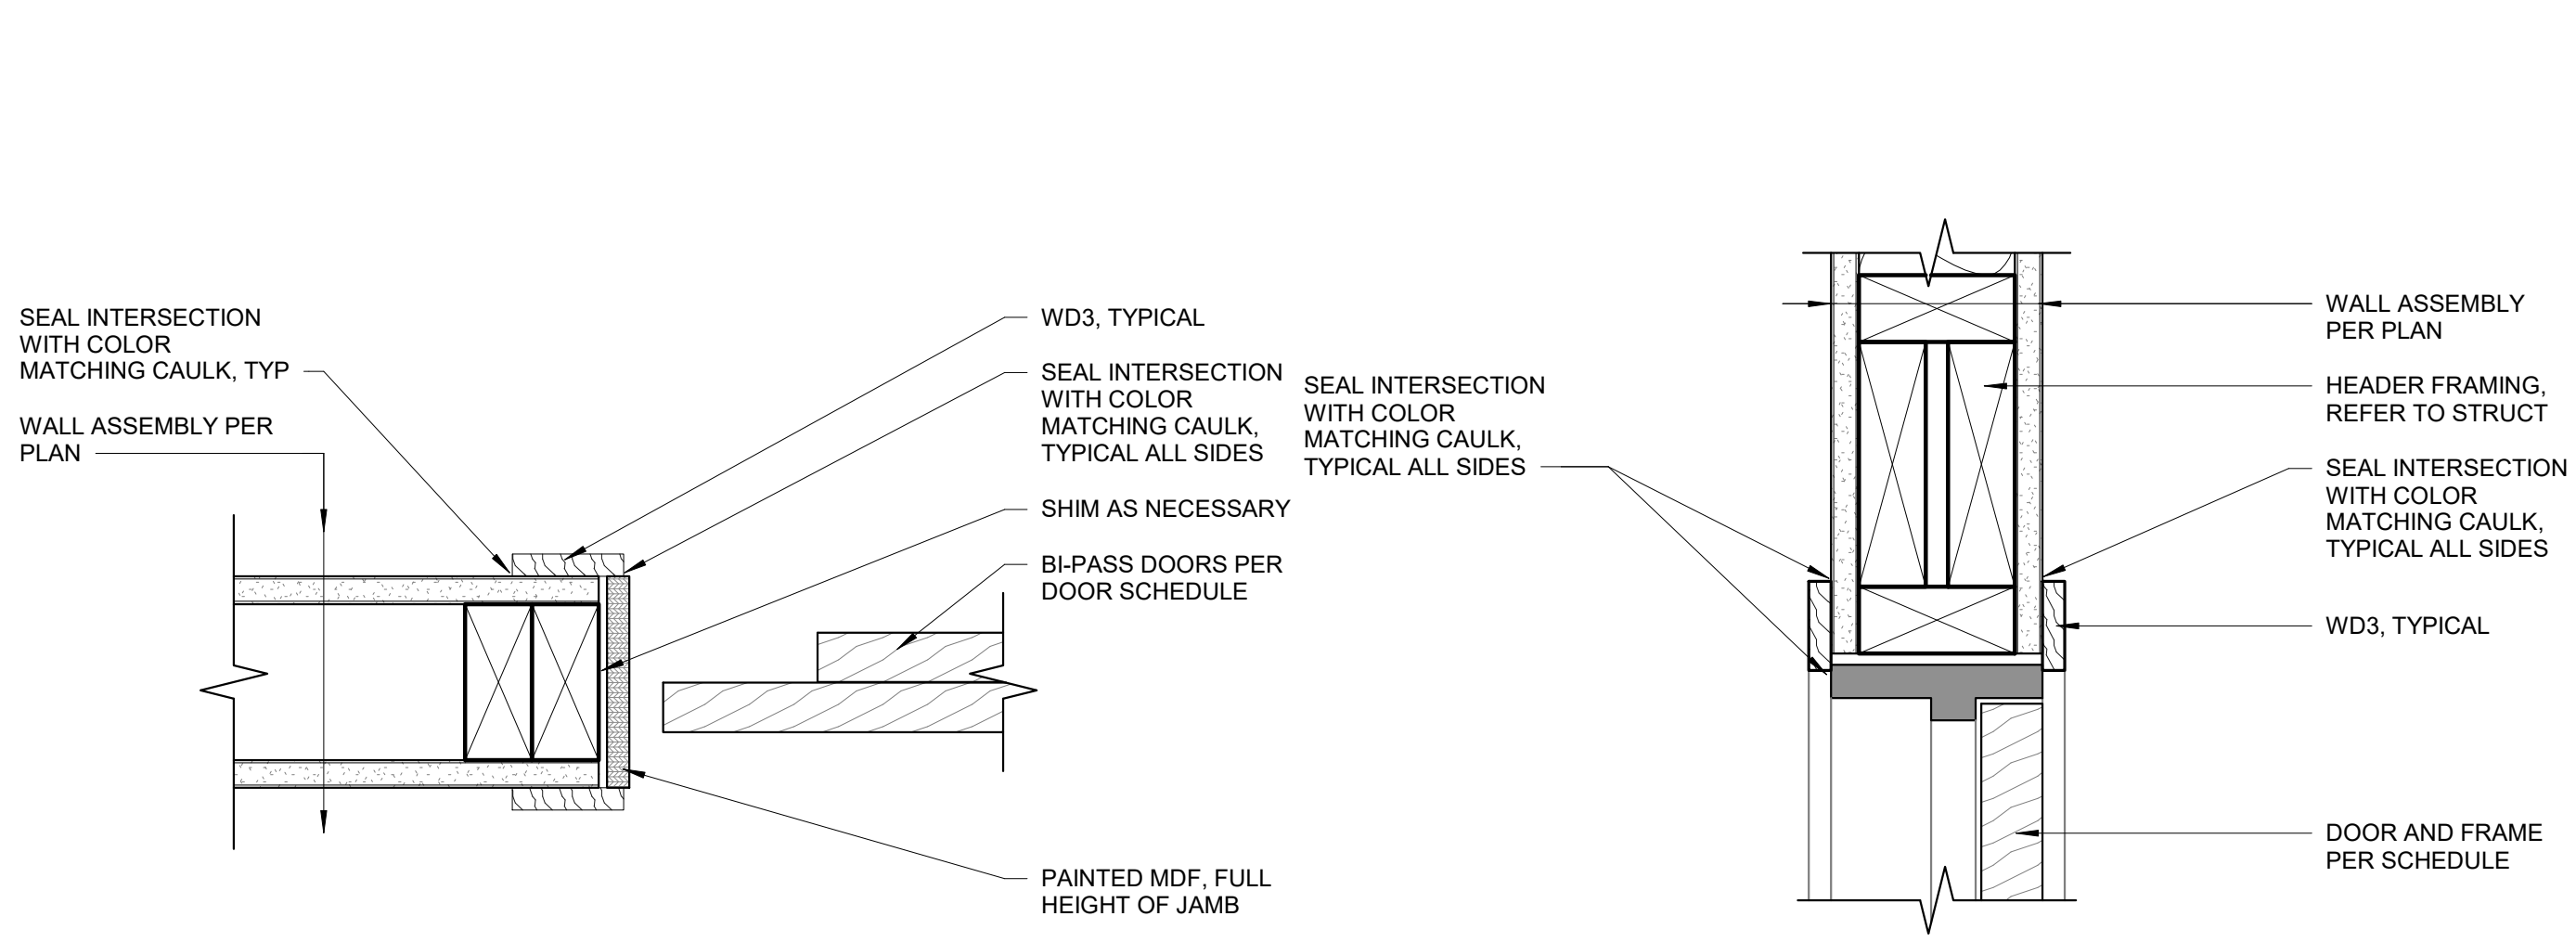 SEAL INTERSECTION
WITH COLOR
MATCHING CAULK, TYP
WALL ASSEMBLY PER
PLAN
WD3, TYPICAL
SEAL INTERSECTION
WITH COLOR
MATCHING CAULK,
TYPICAL ALL SIDES
SHIM AS NECESSARY
BI-PASS DOORS PER
DOOR SCHEDULE
PAINTED MDF, FULL
HEIGHT OF JAMB
SEAL INTERSECTION
WITH COLOR
MATCHING CAULK,
TYPICAL ALL SIDES
WALL ASSEMBLY
PER PLAN
HEADER FRAMING,
REFER TO STRUCT
SEAL INTERSECTION
WITH COLOR
MATCHING CAULK,
TYPICAL ALL SIDES
WD3, TYPICAL
DOOR AND FRAME
PER SCHEDULE